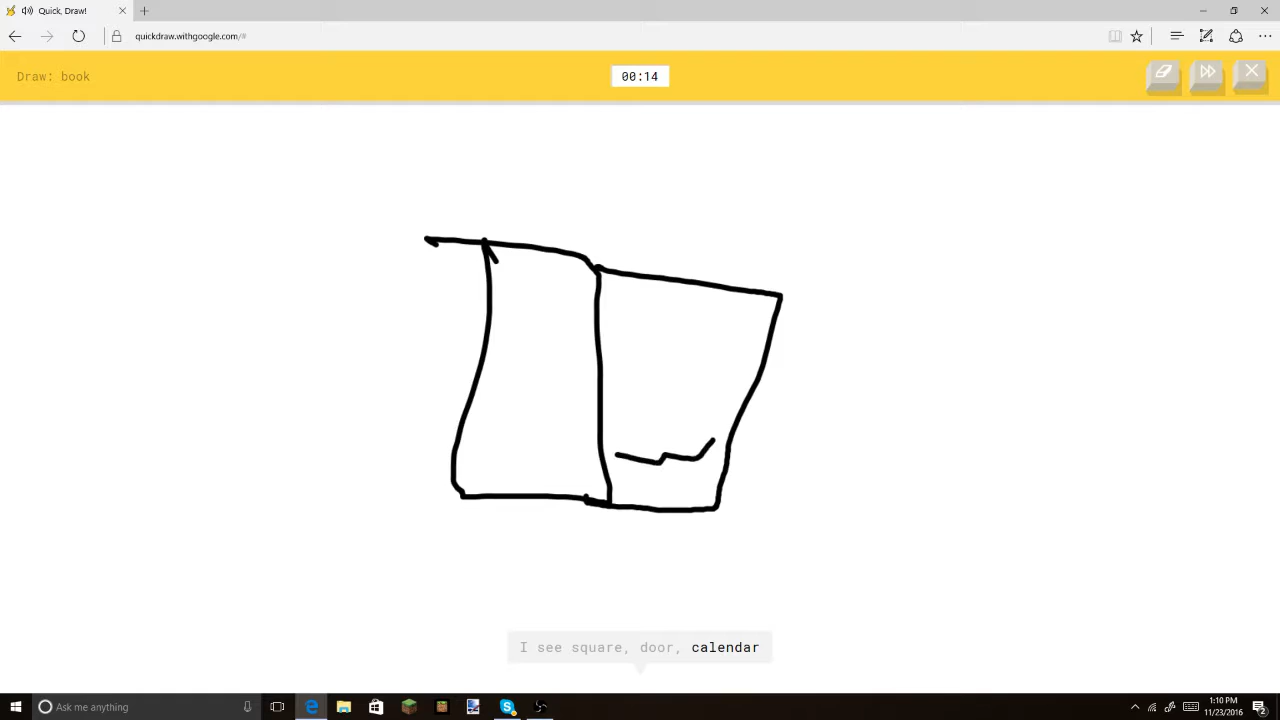 Quick, Draw!
quickdraw.withgoogle.com/#
Draw: book
00:14
I see square, door, calendar
Ask me anything
1:10 PM
11/23/2016
2